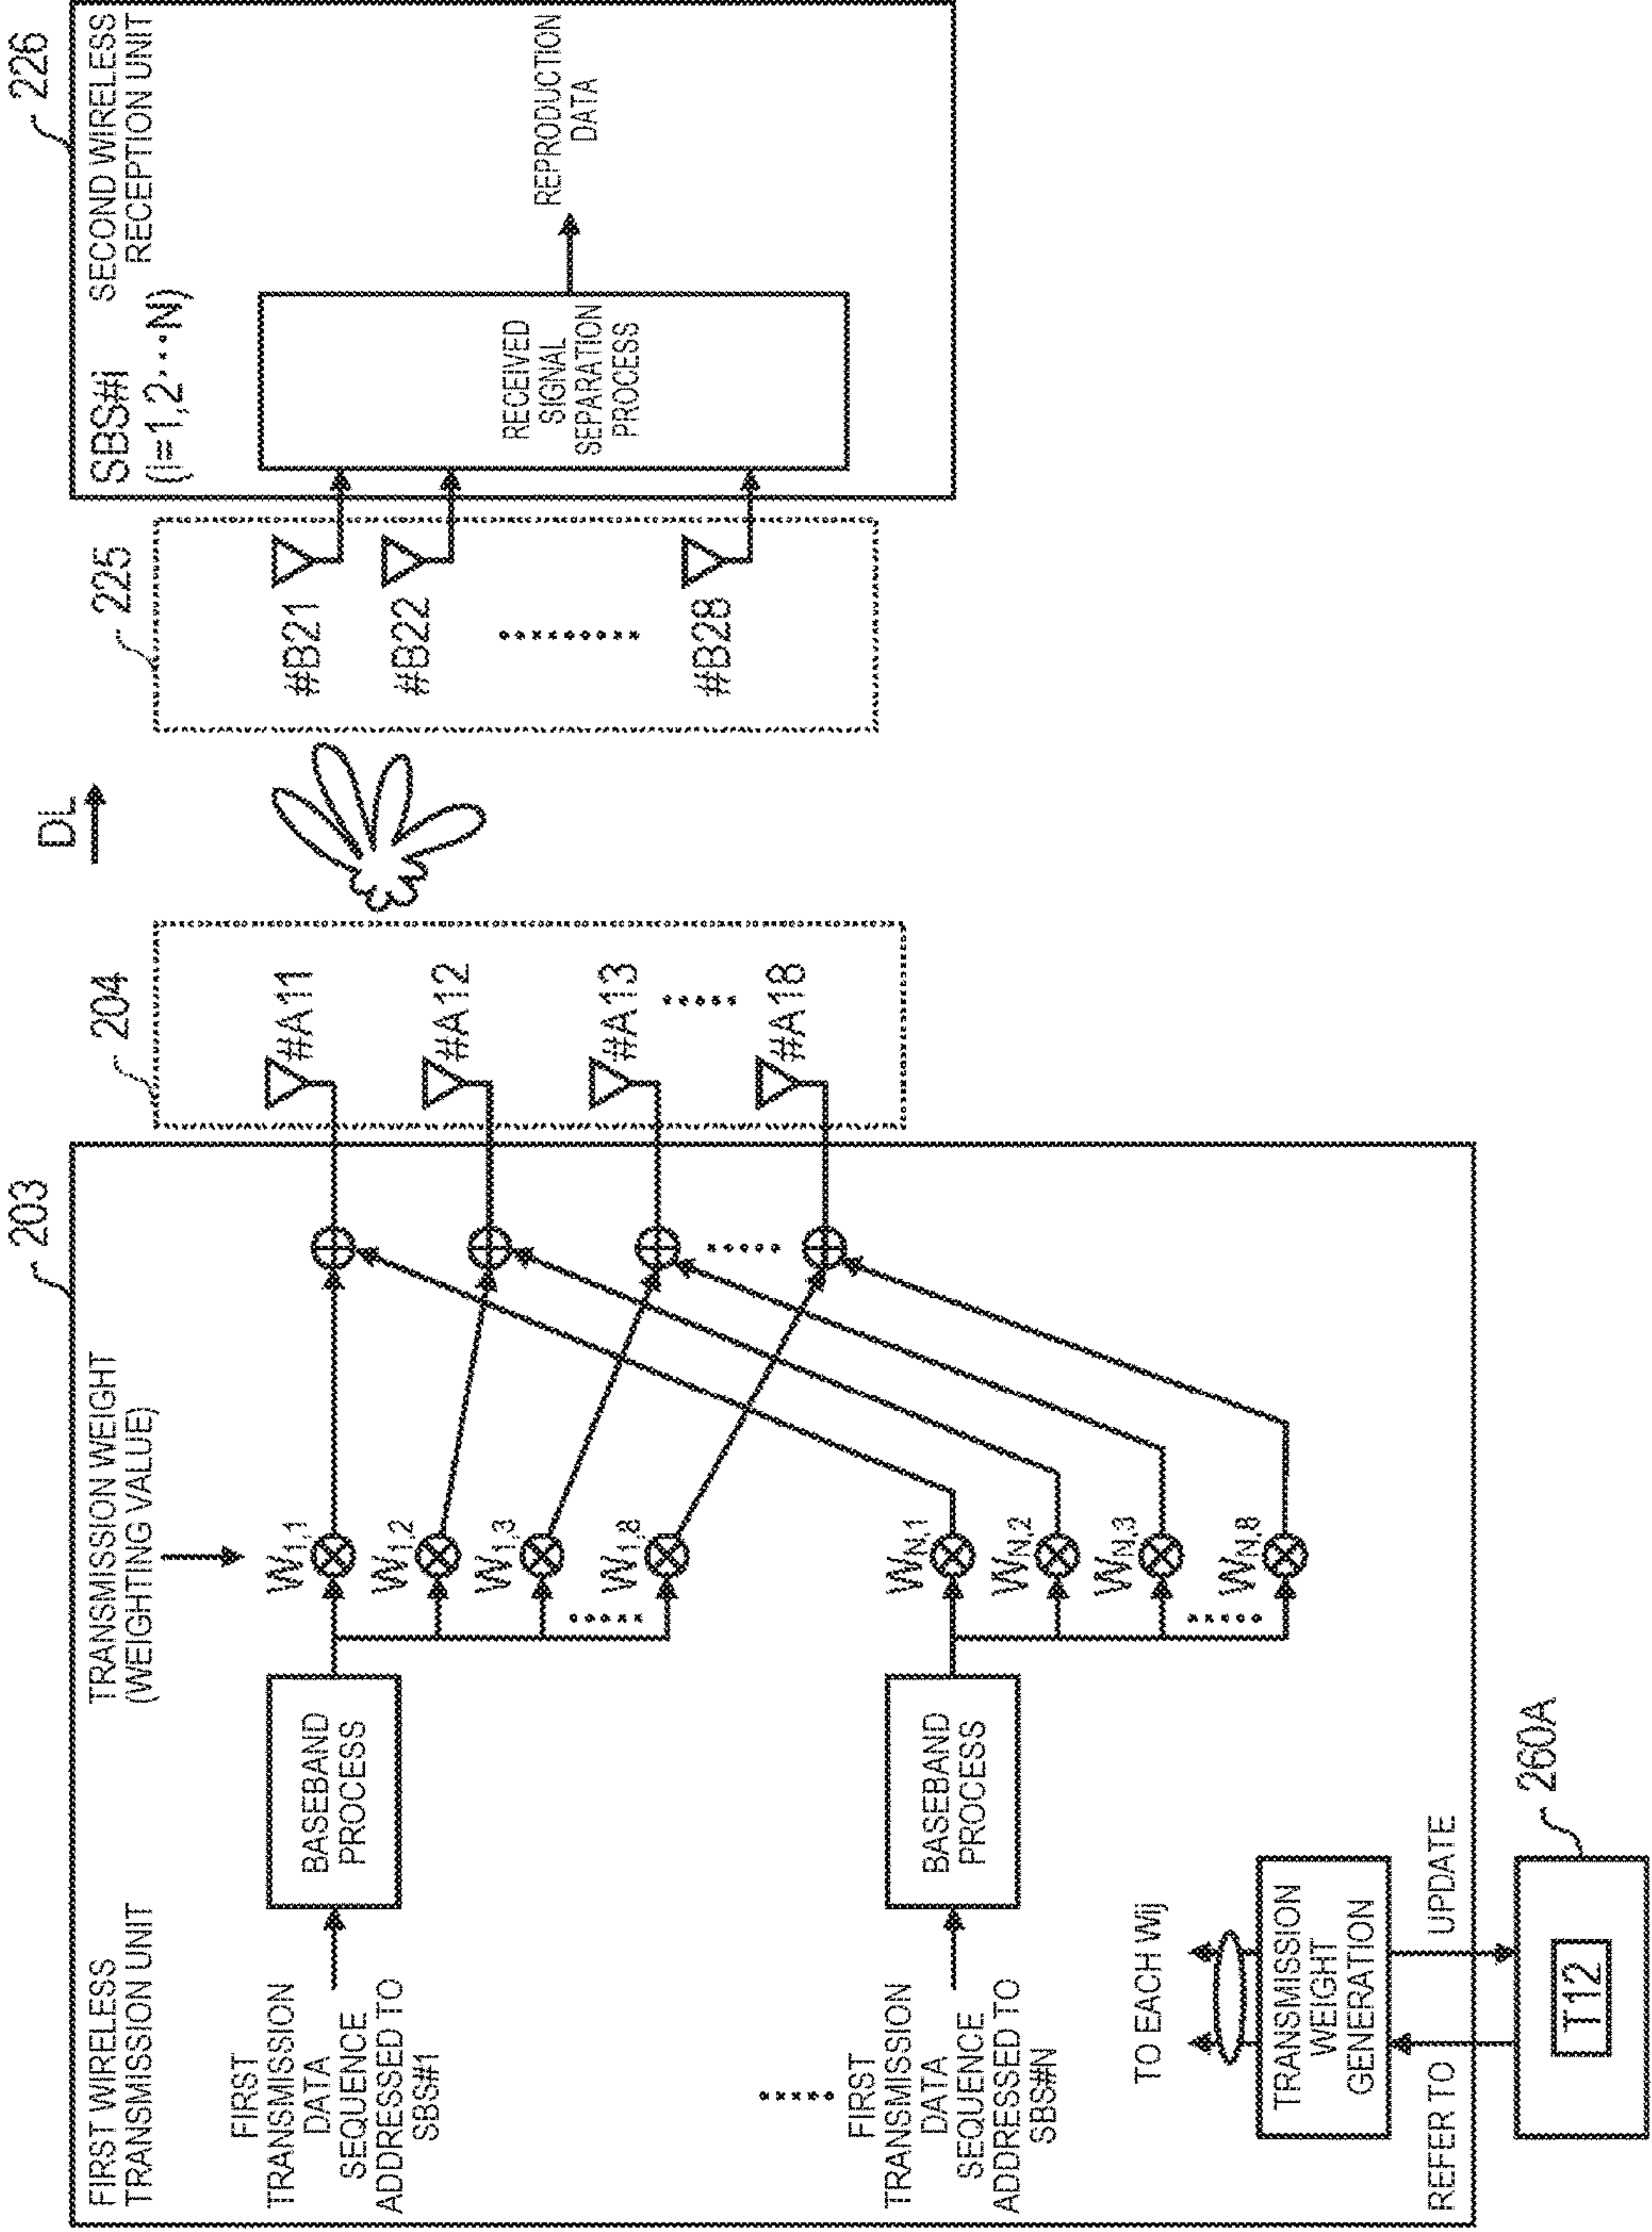 203
FIRST WIRELESS
TRANSMISSION UNIT
TRANSMISSION WEIGHT
(WEIGHTING VALUE)
FIRST
TRANSMISSION
DATA
SEQUENCE
ADDRESSED TO
SBS#1
BASEBAND
PROCESS
W1,1
W1,2
W1,3
W1,8
FIRST
TRANSMISSION
DATA
SEQUENCE
ADDRESSED TO
SBS#N
BASEBAND
PROCESS
WN,1
WN,2
WN,3
WN,8
TO EACH Wij
TRANSMISSION
WEIGHT
GENERATION
REFER TO
UPDATE
260A
T12
204
#A11
#A12
#A13
#A18
DL
225
#B21
#B22
#B28
226
SBS#i
(i=1,2···N)
SECOND WIRELESS
RECEPTION UNIT
RECEIVED
SIGNAL
SEPARATION
PROCESS
REPRODUCTION
DATA